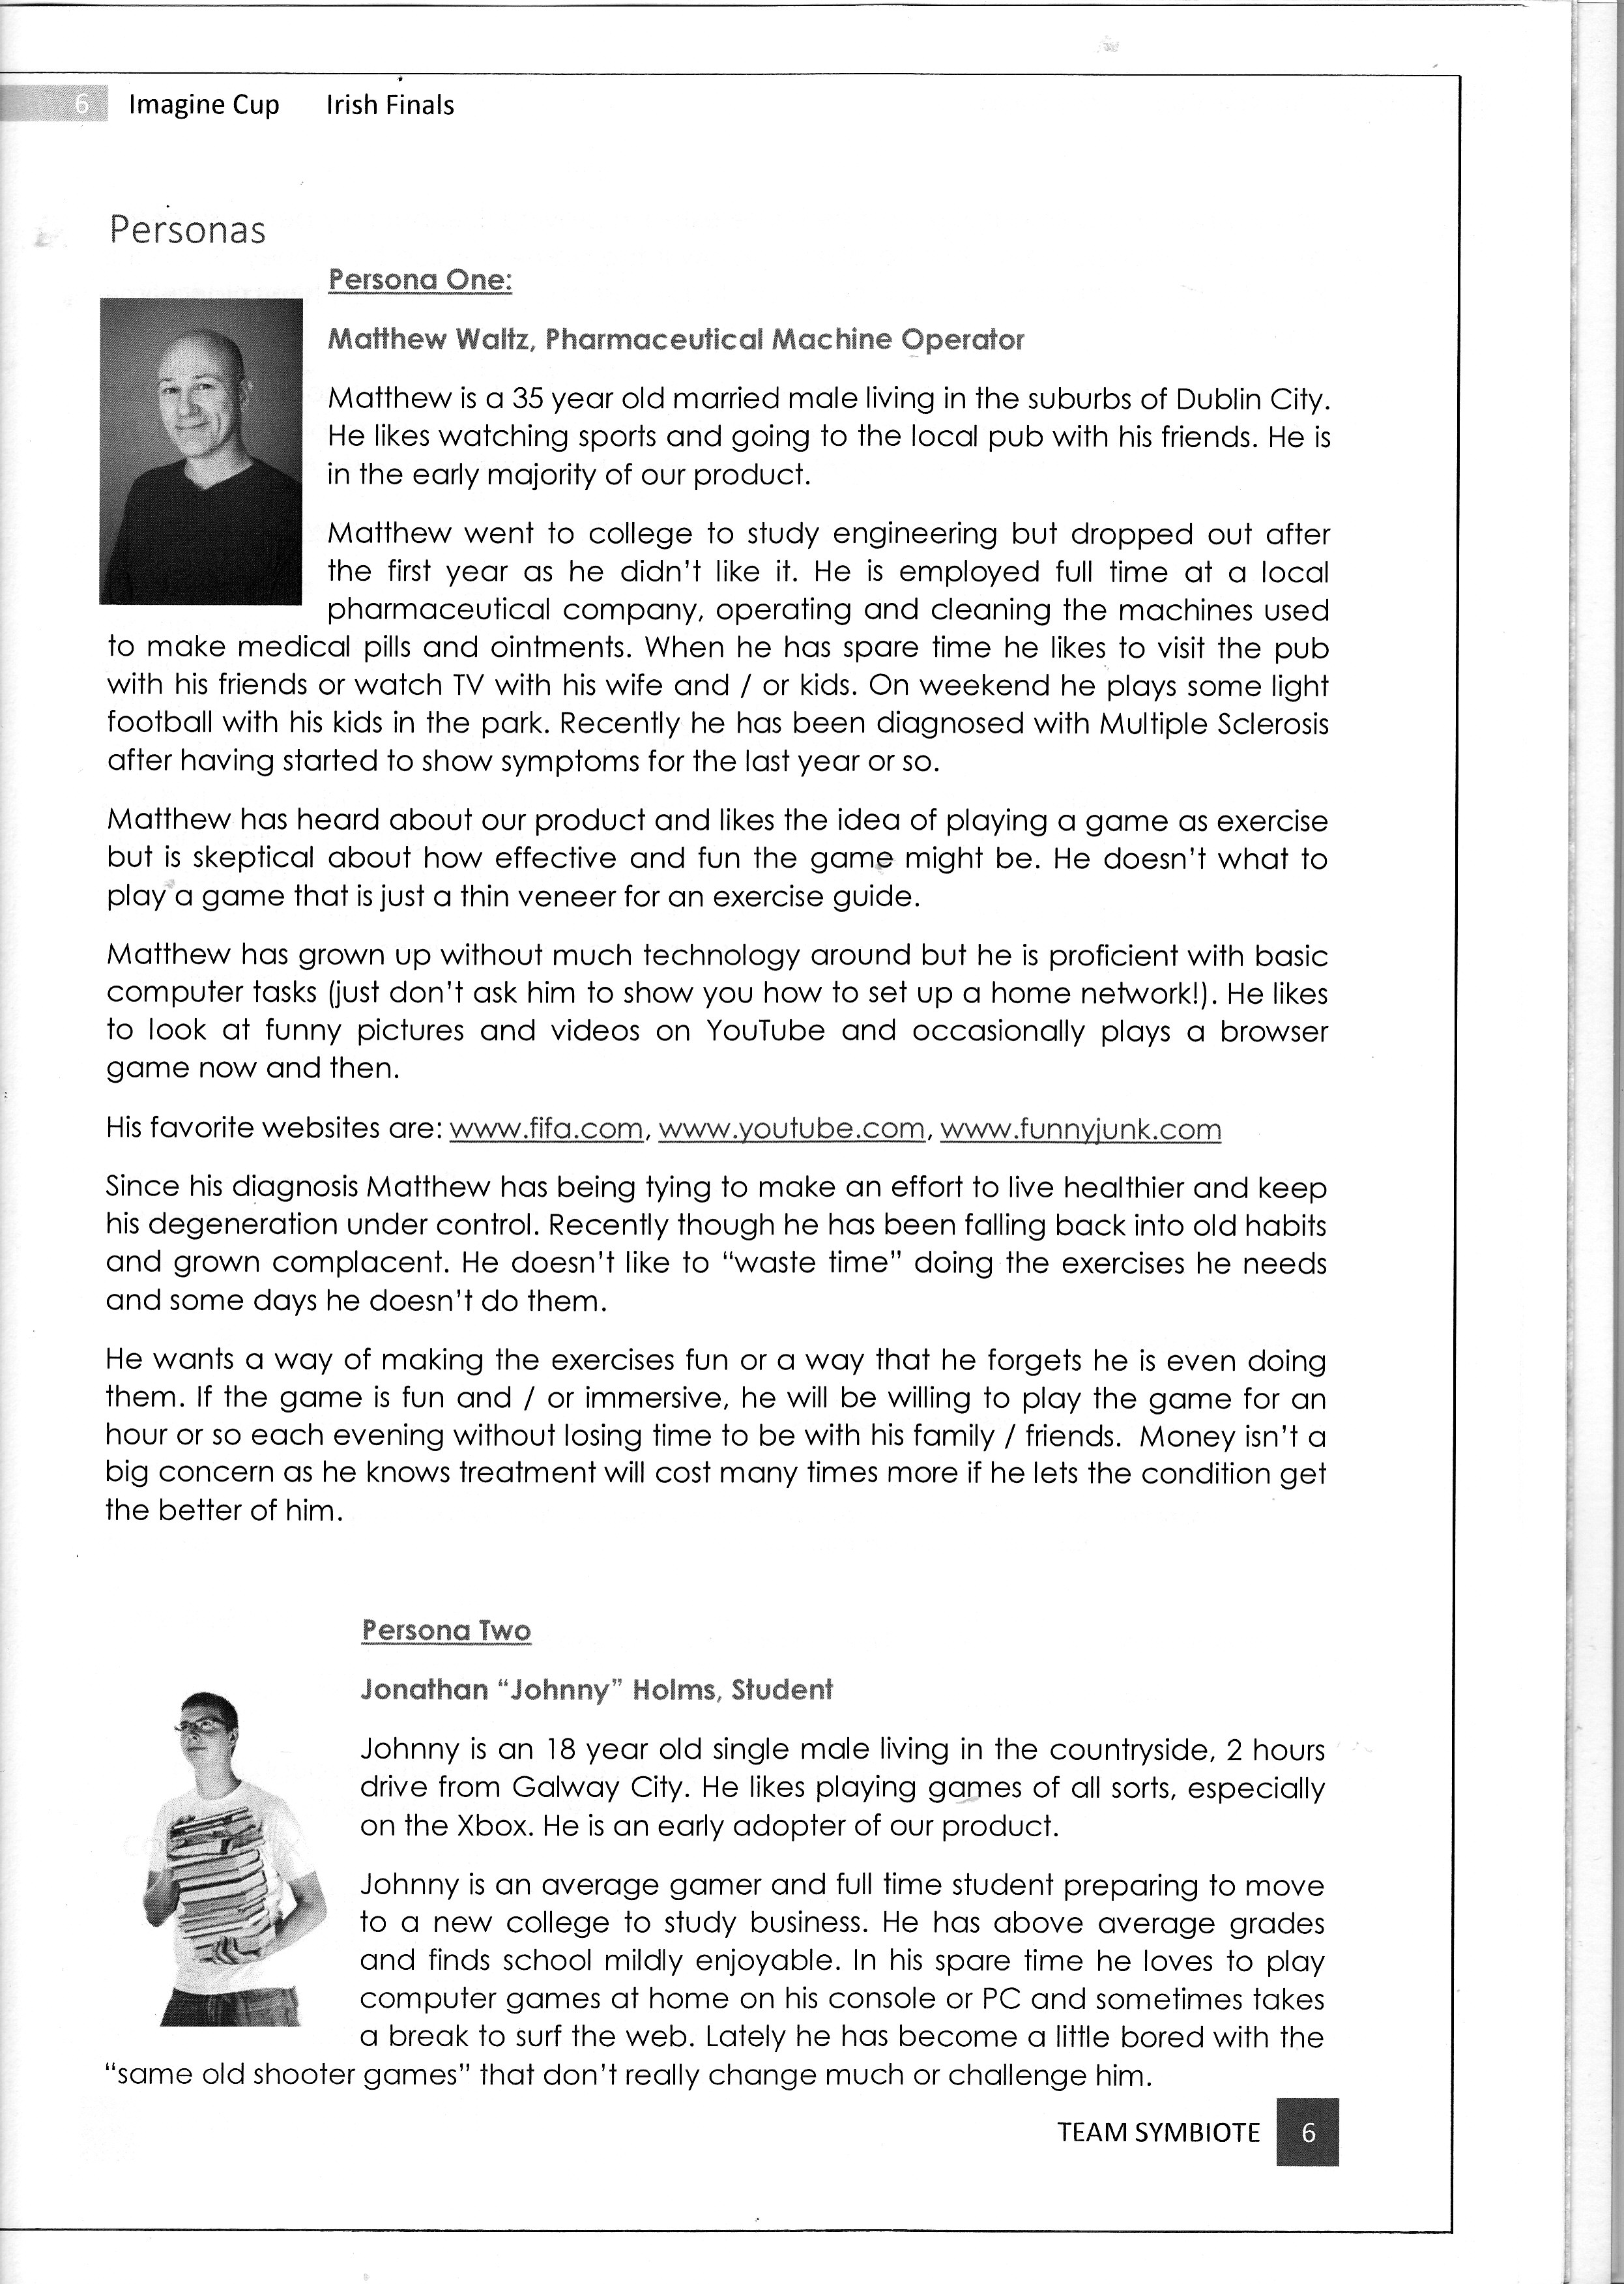 6 Imagine Cup Irish Finals
Personas
Persona One:
Matthew Waltz, Pharmaceutical Machine Operator
Matthew is a 35 year old married male living in the suburbs of Dublin City.
He likes watching sports and going to the local pub with his friends. He is
in the early majority of our product.
Matthew went to college to study engineering but dropped out after
the first year as he didn't like it. He is employed full time at a local
pharmaceutical company, operating and cleaning the machines used
to make medical pills and ointments. When he has spare time he likes to visit the pub
with his friends or watch TV with his wife and / or kids. On weekend he plays some light
football with his kids in the park. Recently he has been diagnosed with Multiple Sclerosis
after having started to show symptoms for the last year or so.
Matthew has heard about our product and likes the idea of playing a game as exercise
but is skeptical about how effective and fun the game might be. He doesn't what to
play a game that is just a thin veneer for an exercise guide.
Matthew has grown up without much technology around but he is proficient with basic
computer tasks (just don't ask him to show you how to set up a home network!). He likes
to look at funny pictures and videos on YouTube and occasionally plays a browser
game now and then.
His favorite websites are: www.fifa.com, www.youtube.com, www.funnyjunk.com
Since his diagnosis Matthew has being tying to make an effort to live healthier and keep
his degeneration under control. Recently though he has been falling back into old habits
and grown complacent. He doesn't like to "waste time" doing the exercises he needs
and some days he doesn't do them.
He wants a way of making the exercises fun or a way that he forgets he is even doing
them. If the game is fun and / or immersive, he will be willing to play the game for an
hour or so each evening without losing time to be with his family / friends. Money isn't a
big concern as he knows treatment will cost many times more if he lets the condition get
the better of him.
Persona Two
Jonathan "Johnny" Holms, Student
Johnny is an 18 year old single male living in the countryside, 2 hours
drive from Galway City. He likes playing games of all sorts, especially
on the Xbox. He is an early adopter of our product.
Johnny is an average gamer and full time student preparing to move
to a new college to study business. He has above average grades
and finds school mildly enjoyable. In his spare time he loves to play
computer games at home on his console or PC and sometimes takes
a break to surf the web. Lately he has become a little bored with the
"same old shooter games" that don't really change much or challenge him.
TEAM SYMBIOTE 6